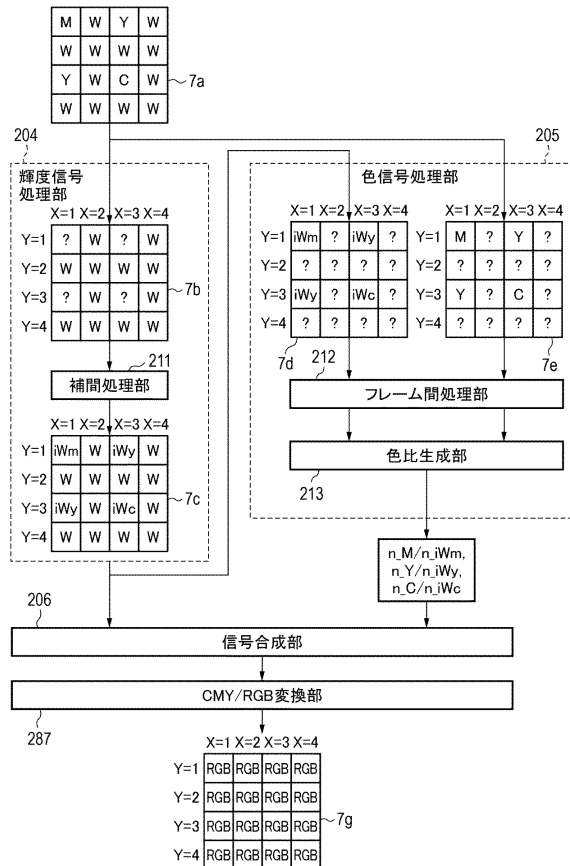 M W Y W
W W W W
Y W C W
W W W W
7a
204
205
輝度信号
処理部
X=1 X=2 X=3 X=4
Y=1 ? W ? W
Y=2 W W W W
Y=3 ? W ? W
Y=4 W W W W
7b
211
補間処理部
X=1 X=2 X=3 X=4
Y=1 iWm W iWy W
Y=2 W W W W
Y=3 iWy W iWc W
Y=4 W W W W
7c
色信号処理部
X=1 X=2 X=3 X=4
Y=1 iWm ? iWy ?
Y=2 ? ? ? ?
Y=3 iWy ? iWc ?
Y=4 ? ? ? ?
7d
X=1 X=2 X=3 X=4
Y=1 M ? Y ?
Y=2 ? ? ? ?
Y=3 Y ? C ?
Y=4 ? ? ? ?
7e
212
フレーム間処理部
色比生成部
213
n_M/n_iWm,
n_Y/n_iWy,
n_C/n_iWc
206
信号合成部
CMY/RGB変換部
287
X=1 X=2 X=3 X=4
Y=1 RGB RGB RGB RGB
Y=2 RGB RGB RGB RGB
Y=3 RGB RGB RGB RGB
Y=4 RGB RGB RGB RGB
7g